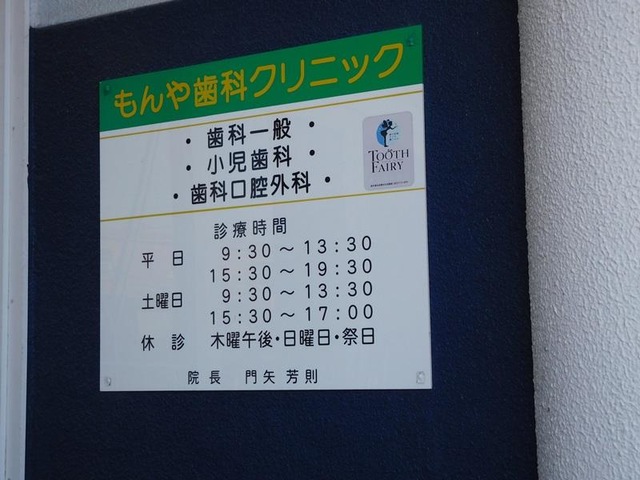 もんや歯科クリニック
・ 歯科一般 ・
・ 小児歯科 ・
・ 歯科口腔外科 ・
TOOTH
FAIRY
診療時間
平 日 9:30〜13:30
15:30〜19:30
土曜日 9:30〜13:30
15:30〜17:00
休 診 木曜午後・日曜日・祭日
院 長 門矢 芳則